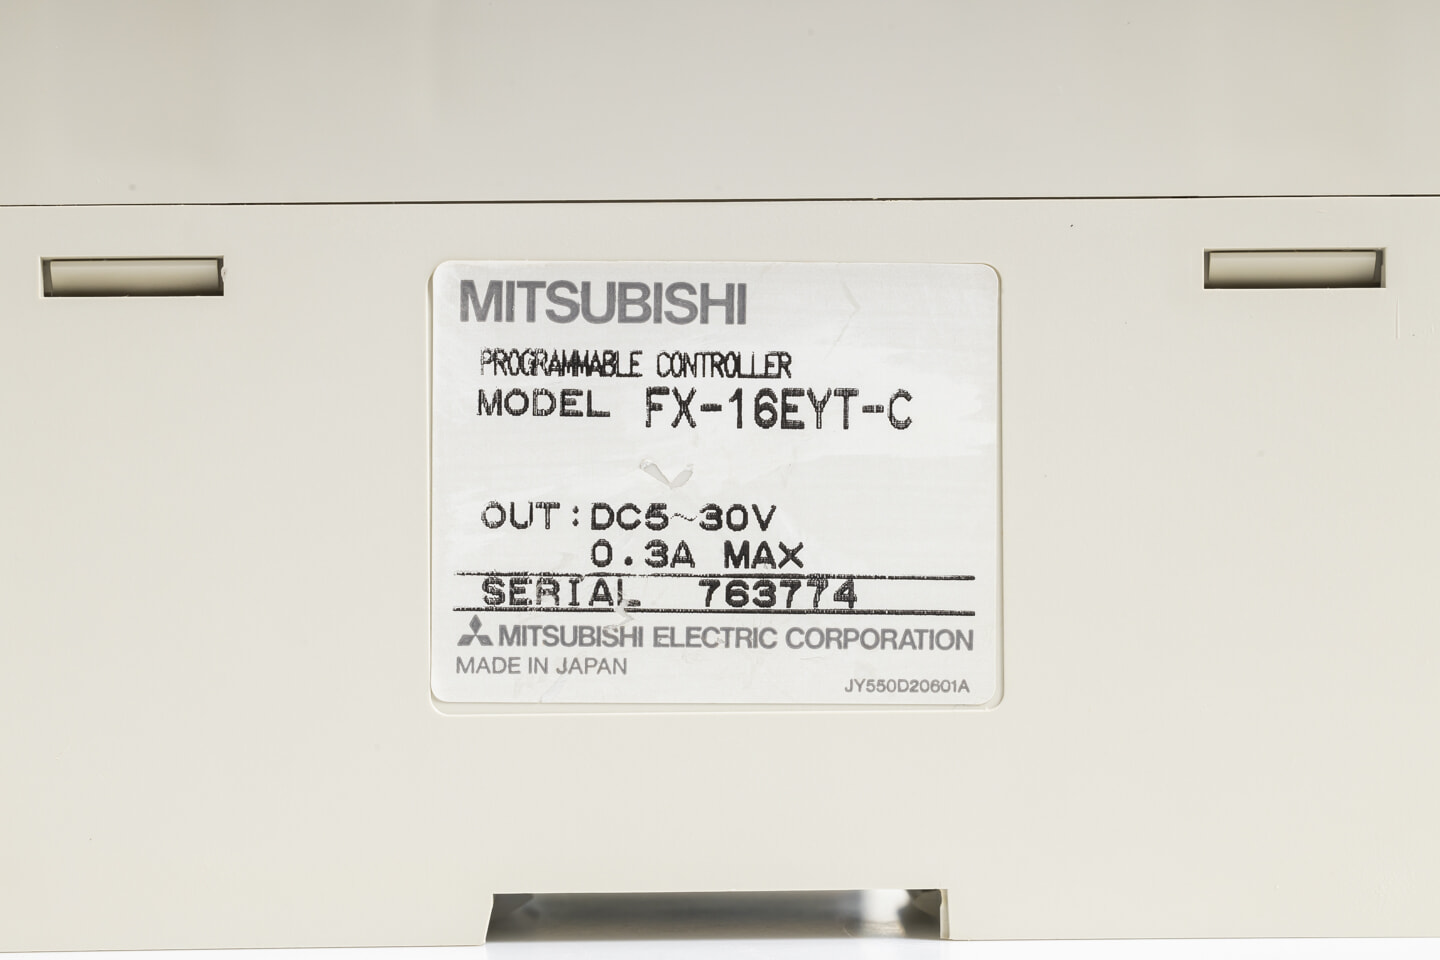 MITSUBISHI
PROGRAMMABLE CONTROLLER
MODEL FX-16EYT-C
OUT:DC5~30V
0.3A MAX
SERIAL 763774
MITSUBISHI ELECTRIC CORPORATION
MADE IN JAPAN
JY550D20601A